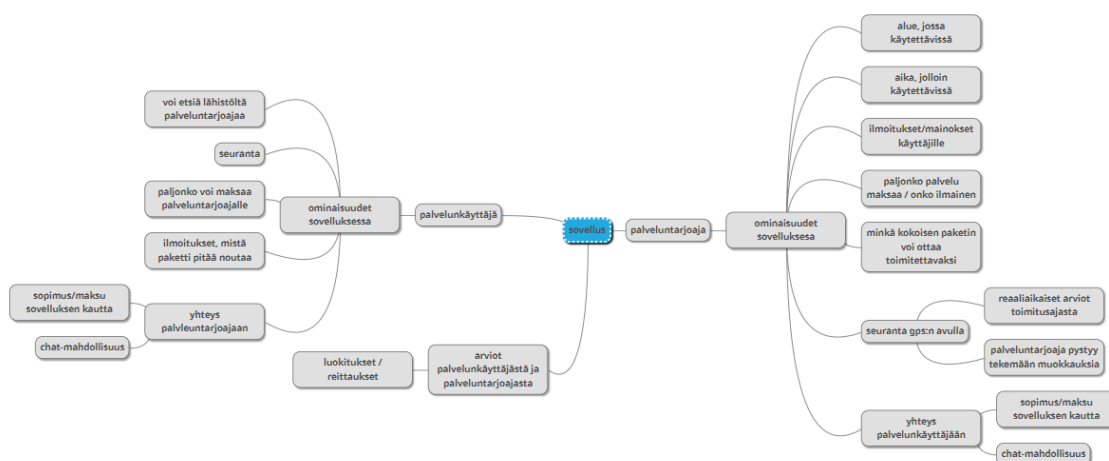 voi etsiä lähistöltä
palveluntarjoajaa
seuranta
paljonko voi maksaa
palveluntarjoajalle
ilmoitukset, mistä
paketti pitää noutaa
sopimus/maksu
sovelluksen kautta
chat-mahdollisuus
yhteys
palvleuntarjoajaan
ominaisuudet
sovelluksessa
palvelunkäyttäjä
luokitukset /
reittaukset
arviot
palvelunkäyttäjästä ja
palveluntarjoajasta
sovellus
palveluntarjoaja
ominaisuudet
sovelluksesa
alue, jossa
käytettävissä
aika, jolloin
käytettävissä
ilmoitukset/mainokset
käyttäjille
paljonko palvelu
maksaa / onko ilmainen
minkä kokoisen paketin
voi ottaa
toimitettavaksi
seuranta gps:n avulla
reaaliaikaiset arviot
toimitusajasta
palveluntarjoaja pystyy
tekemään muokkauksia
yhteys
palvelunkäyttäjään
sopimus/maksu
sovelluksen kautta
chat-mahdollisuus